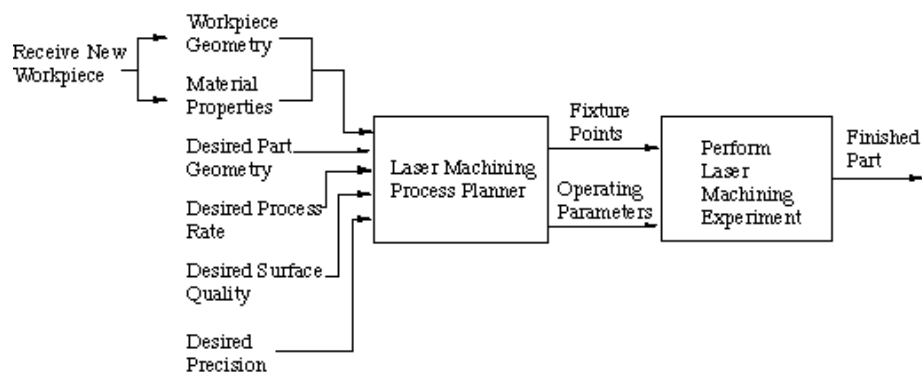 Receive New
Workpiece
Workpiece
Geometry
Material
Properties
Desired Part
Geometry
Desired Process
Rate
Desired Surface
Quality
Desired
Precision
Laser Machining
Process Planner
Fixture
Points
Operating
Parameters
Perform
Laser
Machining
Experiment
Finished
Part